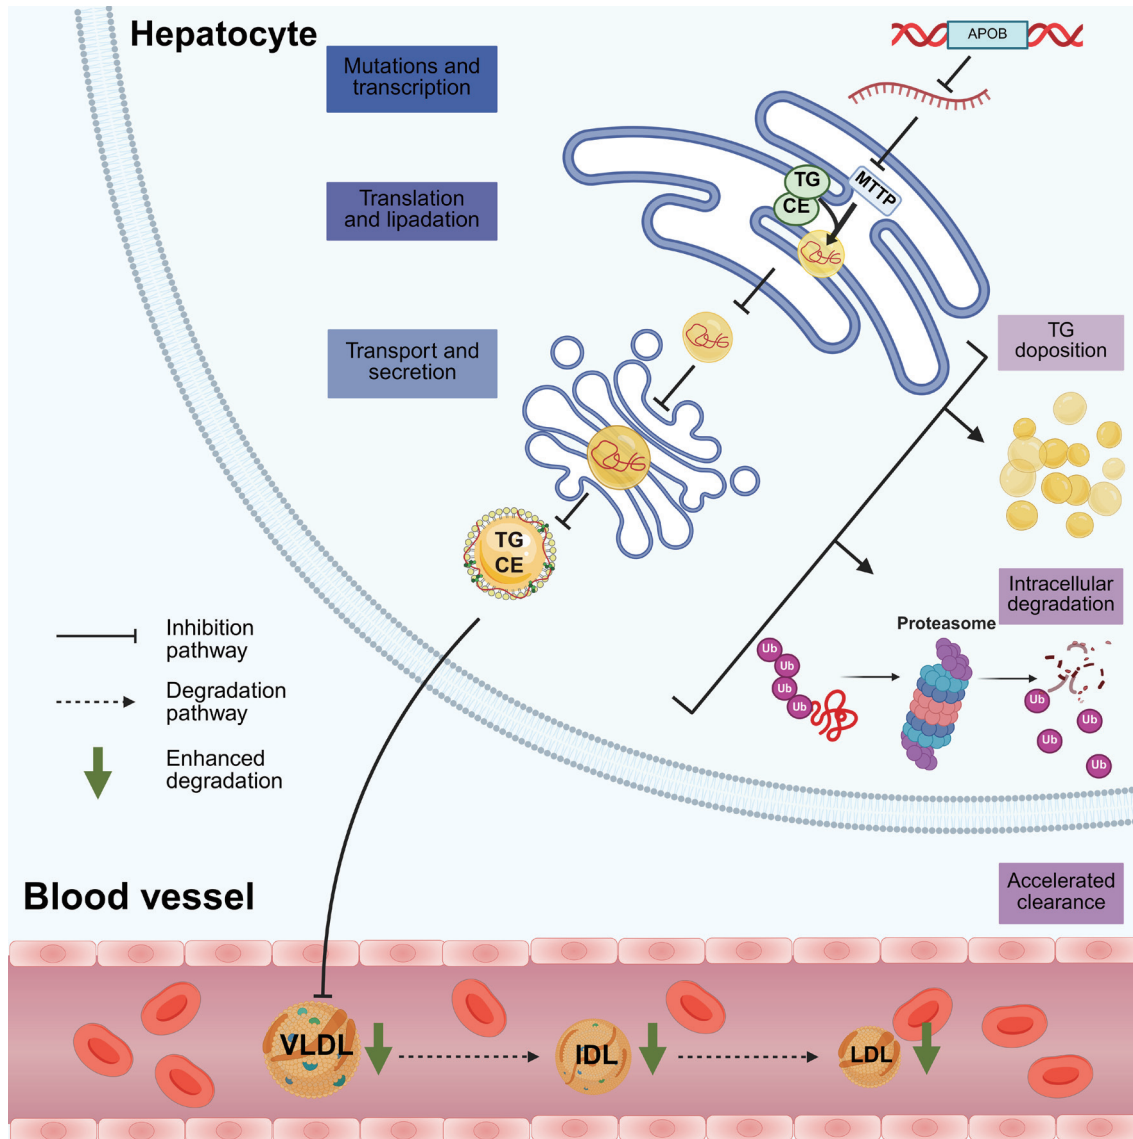 Hepatocyte
APOB
Mutations and
transcription
TG
CE
MTTP
Translation
and lipadation
Transport and
secretion
TG
doposition
TG
CE
Intracellular
degradation
Proteasome
Ub
Ub
Ub
Ub
Ub
Ub
Ub
Inhibition
pathway
Degradation
pathway
Enhanced
degradation
Blood vessel
Accelerated
clearance
VLDL
IDL
LDL